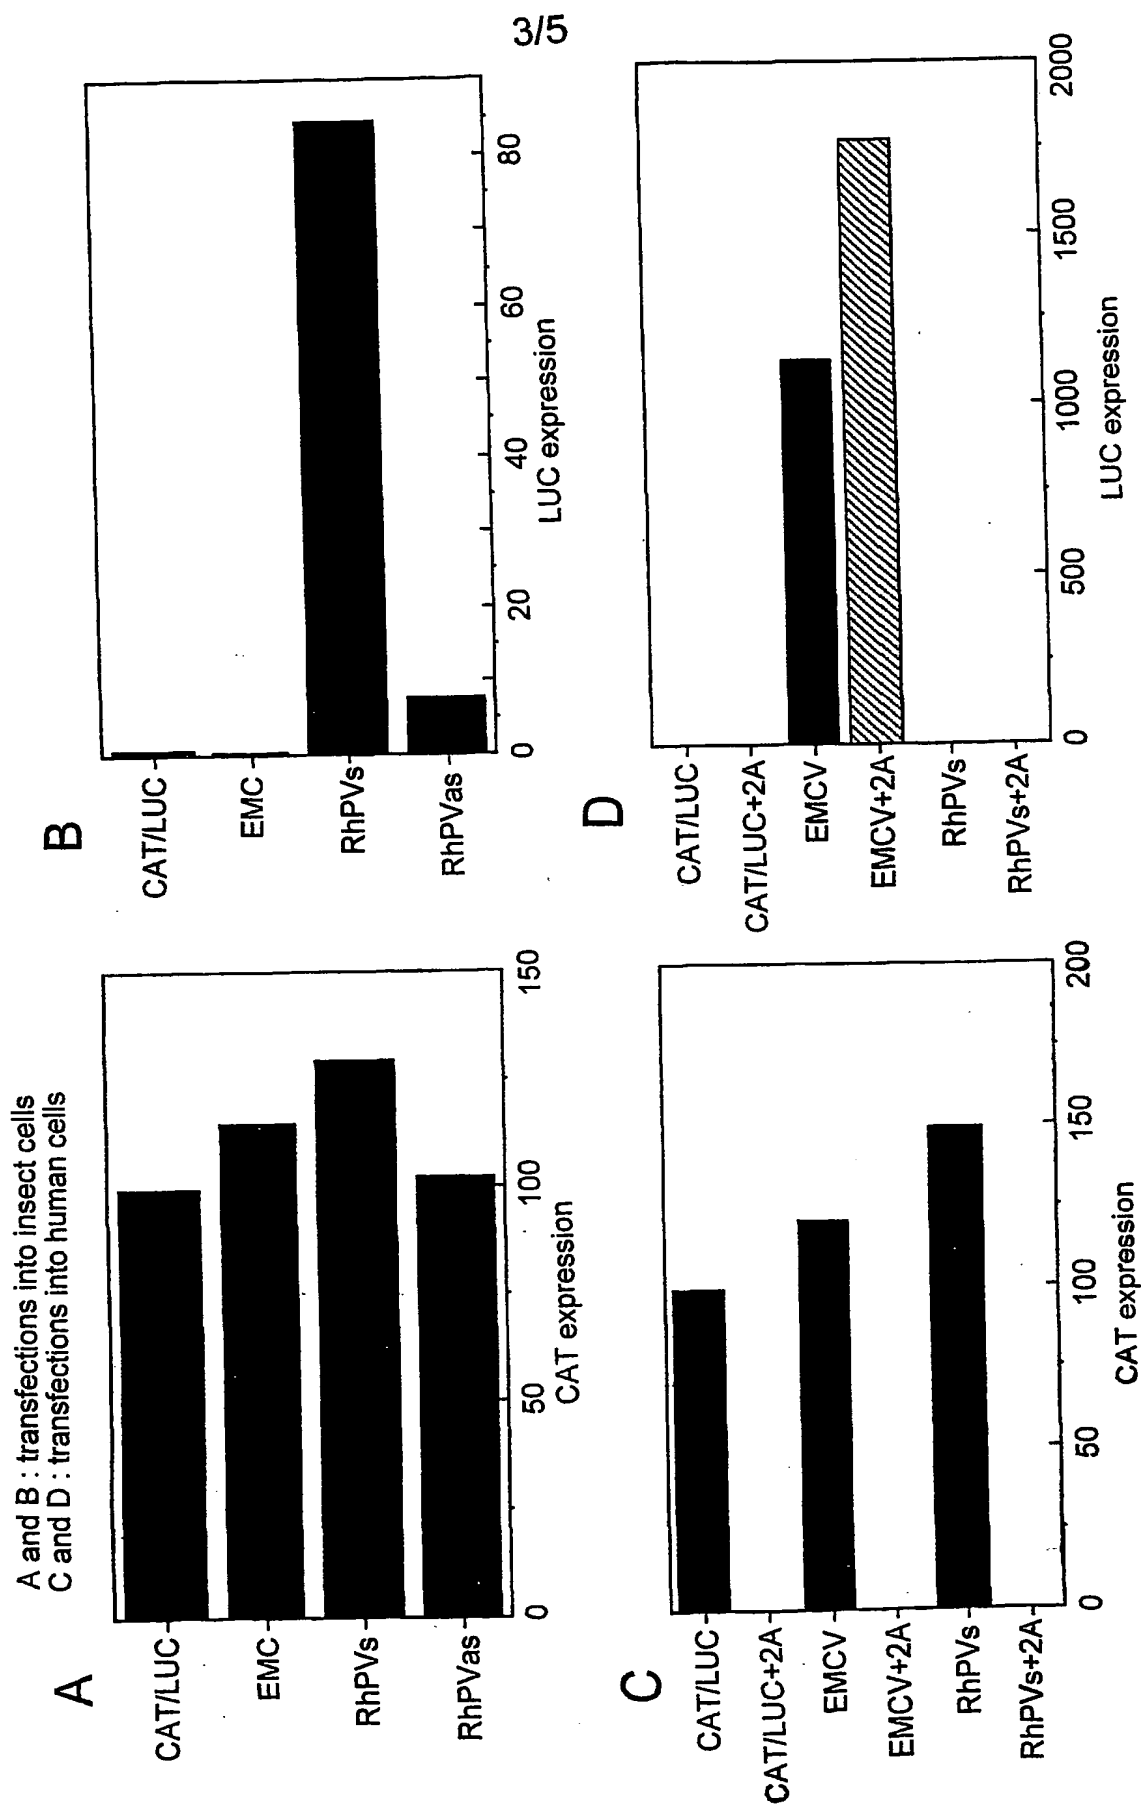 3/5
A and B : transfections into insect cells
C and D : transfections into human cells
A
CAT/LUC
EMC
RhPVs
RhPVas
0
50
100
150
CAT expression
B
CAT/LUC
EMC
RhPVs
RhPVas
0
20
40
60
80
LUC expression
C
CAT/LUC
CAT/LUC+2A
EMCV
EMCV+2A
RhPVs
RhPVs+2A
0
50
100
150
200
CAT expression
D
CAT/LUC
CAT/LUC+2A
EMCV
EMCV+2A
RhPVs
RhPVs+2A
0
500
1000
1500
2000
LUC expression